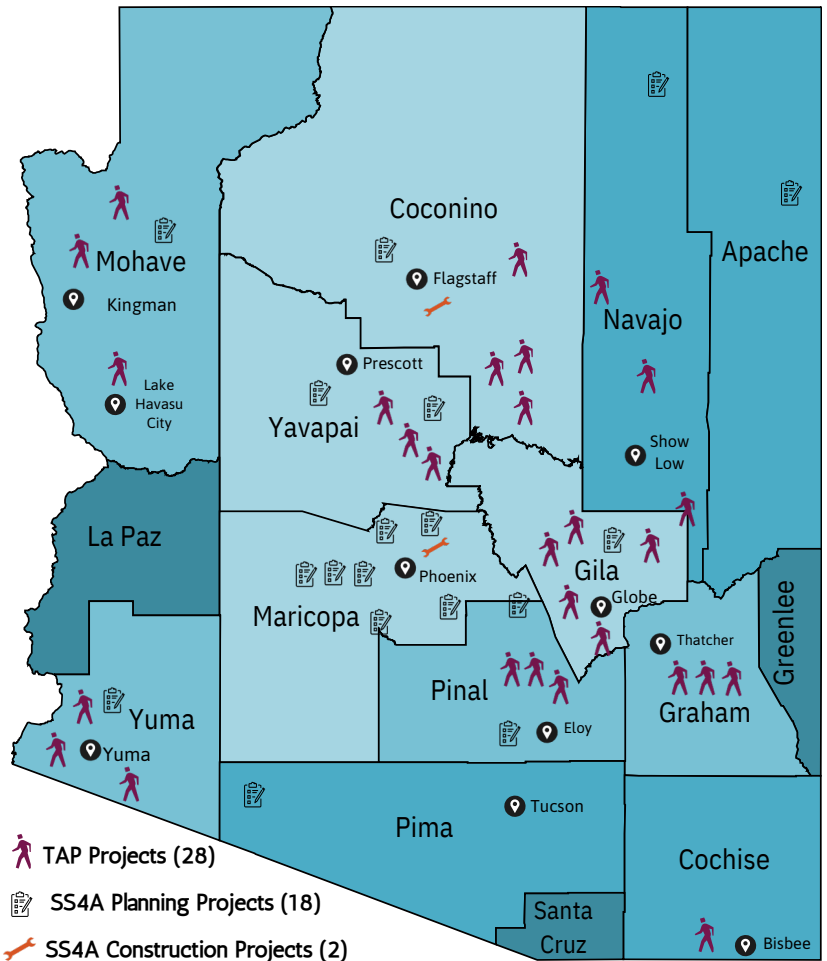 Coconino
Apache
Mohave
Flagstaff
Kingman
Navajo
Prescott
Lake
Havasu
City
Yavapai
Show
Low
La Paz
Phoenix
Gila
Globe
Maricopa
Thatcher
Greenlee
Pinal
Graham
Yuma
Eloy
Yuma
Tucson
Pima
TAP Projects (28)
Cochise
SS4A Planning Projects (18)
Santa
Cruz
Bisbee
SS4A Construction Projects (2)